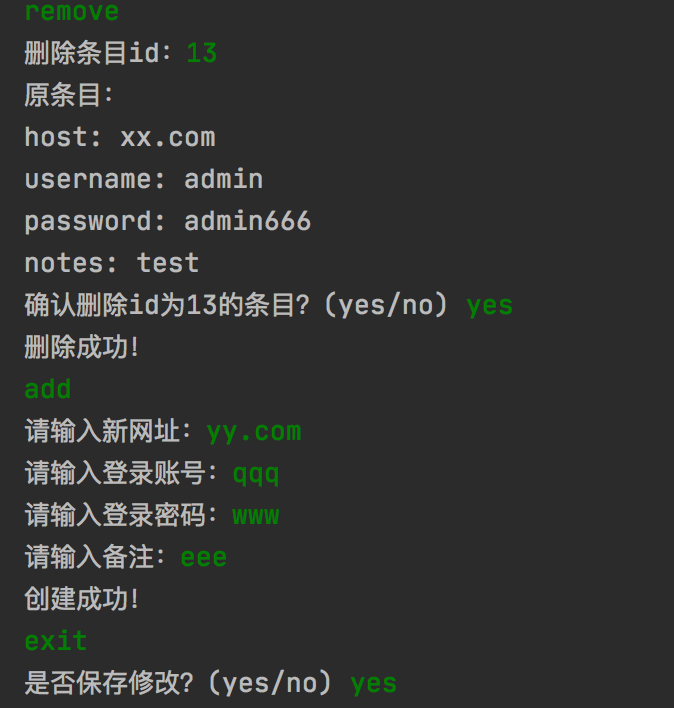 remove
删除条目id: 13
原条目:
host: xx.com
username: admin
password: admin666
notes: test
确认删除id为13的条目? (yes/no) yes
删除成功!
add
请输入新网址: yy.com
请输入登录账号: qqq
请输入登录密码: www
请输入备注: eee
创建成功!
exit
是否保存修改? (yes/no) yes